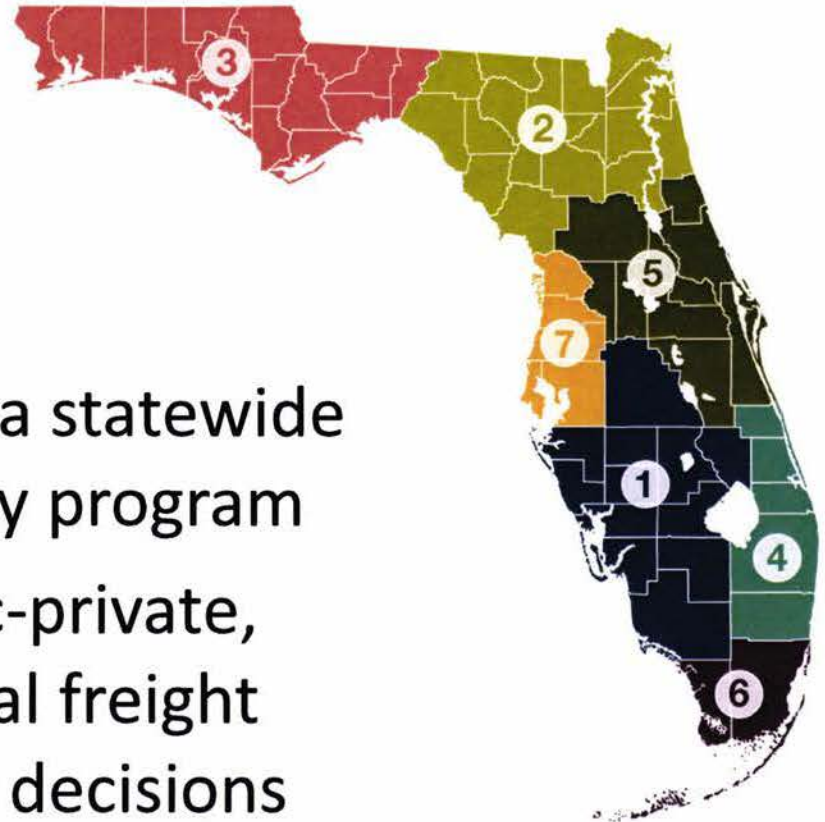 3
2
5
7
a statewide
y program
1
4
c-private,
al freight
6
decisions